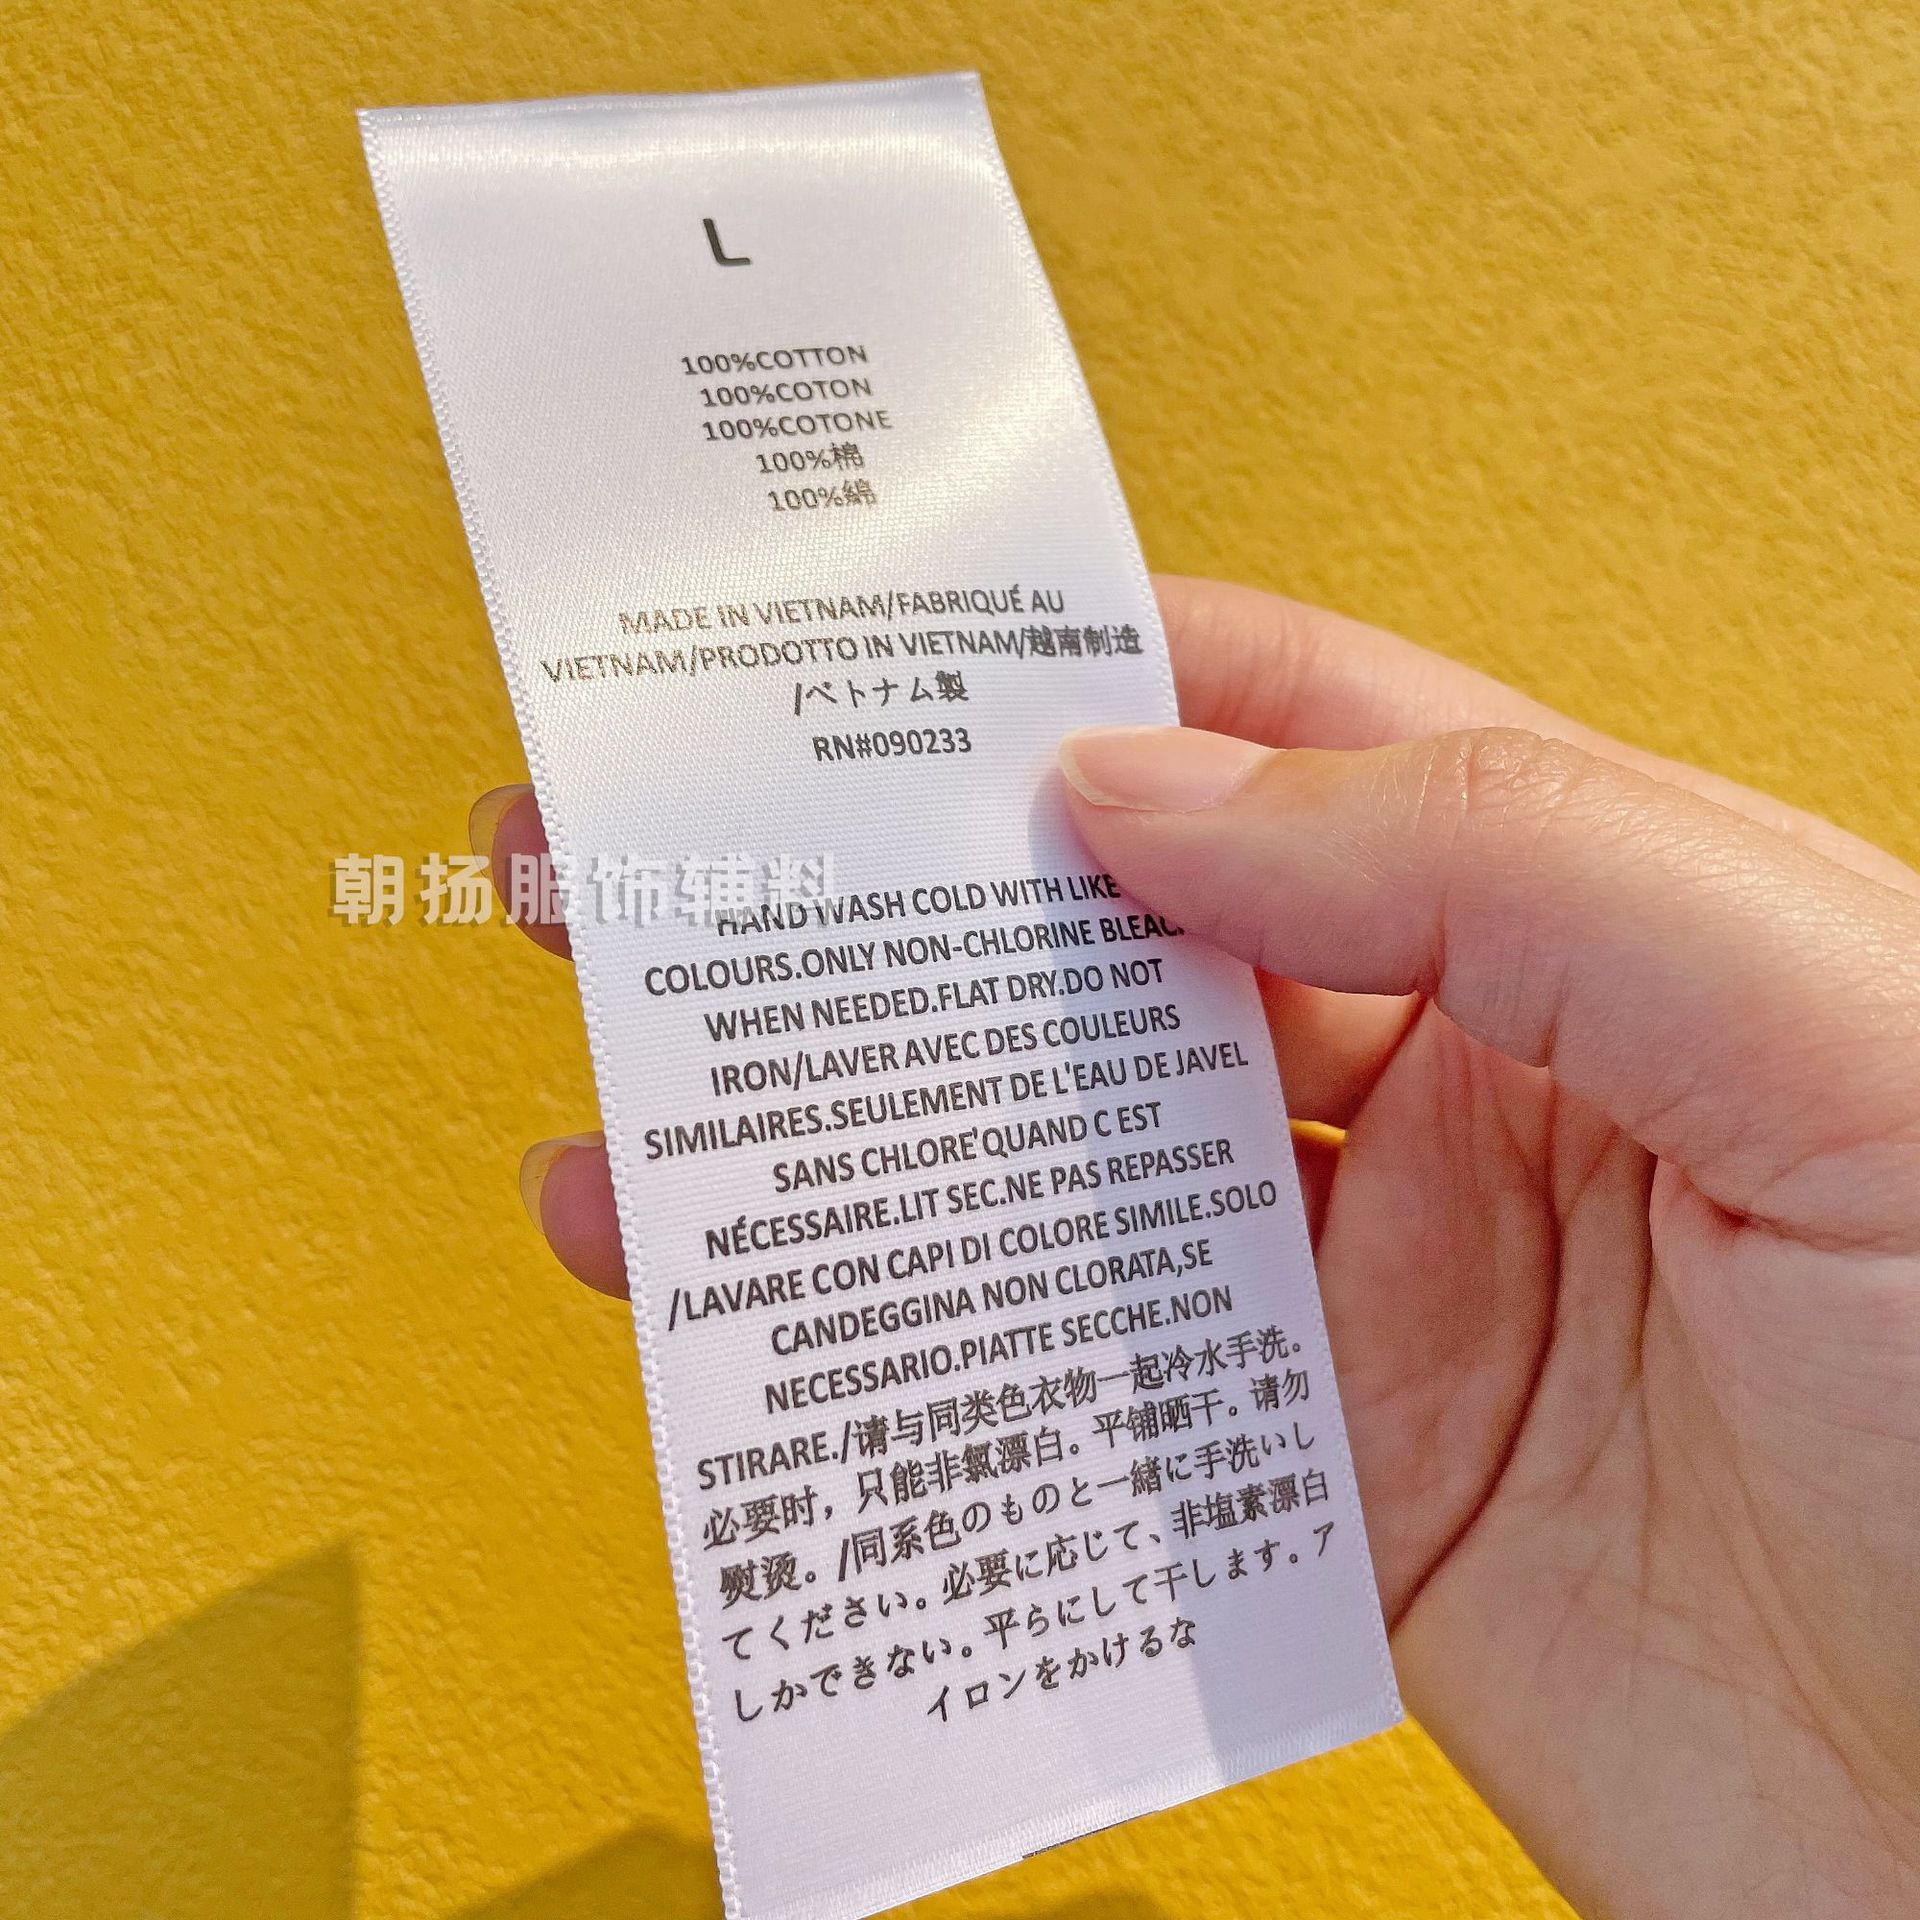 L
100%COTTON
100%COTON
100%COTONE
100%棉
100%綿
MADE IN VIETNAM/FABRIQUÉ AU
VIETNAM/PRODOTTO IN VIETNAM/越南制造
/ベトナム製
RN#090233
朝扬服饰辅料
HAND WASH COLD WITH LIKE
COLOURS.ONLY NON-CHLORINE
WHEN NEEDED.FLAT DRY.DO NOT
IRON/LAVER AVEC DES COULEURS
SIMILAIRES.SEULEMENT DE L'EAU DE JAVEL
SANS CHLORE'QUAND C EST
NÉCESSAIRE.LIT SEC.NE PAS REPASSER
/LAVARE CON CAPI DI COLORE SIMILE.SOLO
CANDEGGINA NON CLORATA,SE
NECESSARIO.PIATTE SECCHE.NON
STIRARE./请与同类色衣物一起冷水手洗。
必要时，只能非氯漂白。平铺晒干。请勿
熨烫。/同系色のものと一緒に手洗いし
てください。必要に応じて、非塩素漂白
しかできない。平らにして干します。ア
イロンをかけるな